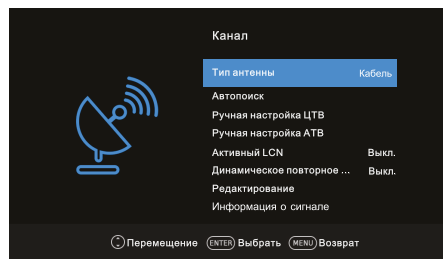 Канал
Тип антенны Кабель
Автопоиск
Ручная настройка ЦТВ
Ручная настройка АТВ
Активный LCN Выкл.
Динамическое повторное ... Выкл.
Редактирование
Информация о сигнале
Перемещение ENTER Выбрать MENU Возврат